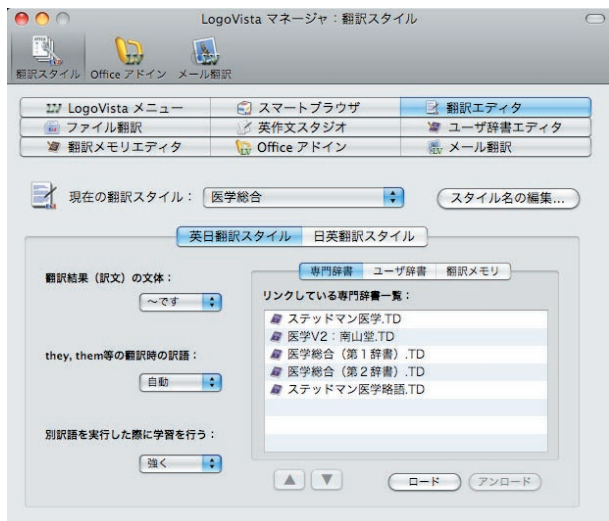 LogoVista マネージャ：翻訳スタイル
翻訳スタイル Office アドイン メール翻訳
LogoVista メニュー スマートブラウザ 翻訳エディタ
ファイル翻訳 英作文スタジオ ユーザ辞書エディタ
翻訳メモリエディタ Office アドイン メール翻訳
現在の翻訳スタイル： 医学総合 スタイル名の編集...
英日翻訳スタイル 日英翻訳スタイル
翻訳結果（訳文）の文体：
～です
they, them等の翻訳時の訳語：
自動
別訳語を実行した際に学習を行う：
強く
専門辞書 ユーザ辞書 翻訳メモリ
リンクしている専門辞書一覧：
ステッドマン医学.TD
医学V2：南山堂.TD
医学総合（第１辞書）.TD
医学総合（第２辞書）.TD
ステッドマン医学略語.TD
ロード アンロード